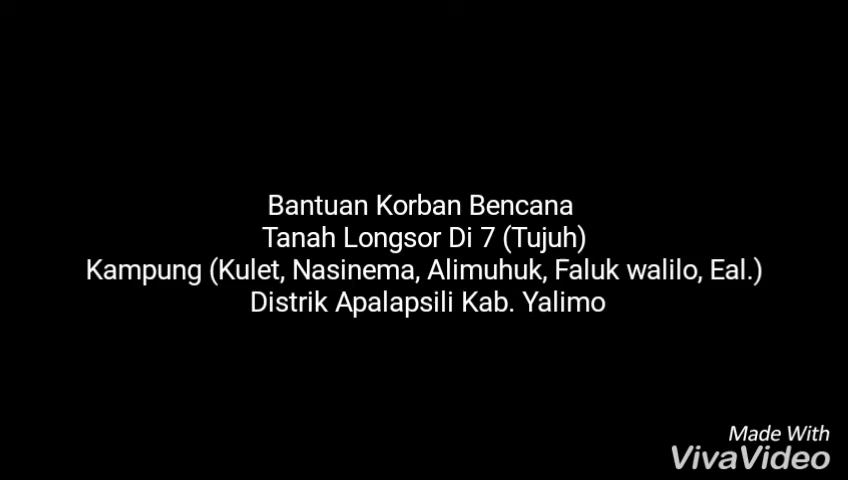 Bantuan Korban Bencana
Tanah Longsor Di 7 (Tujuh)
Kampung (Kulet, Nasinema, Alimuhuk, Faluk walilo, Eal.)
Distrik Apalapsili Kab. Yalimo
Made With
VivaVideo